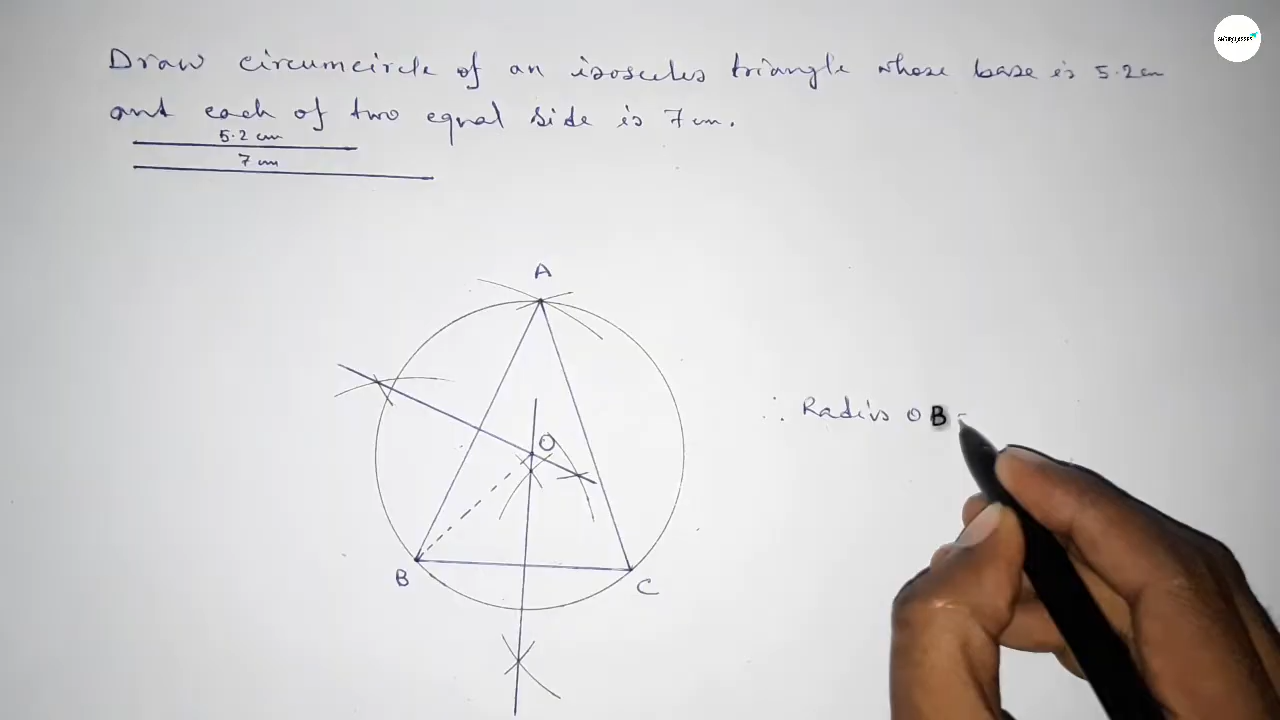 Draw circumcircle of an isosceles triangle whose base is 5.2cm
and each of two equal side is 7cm.
5.2 cm
7 cm
A
O
∴ Radius OB =
B
C